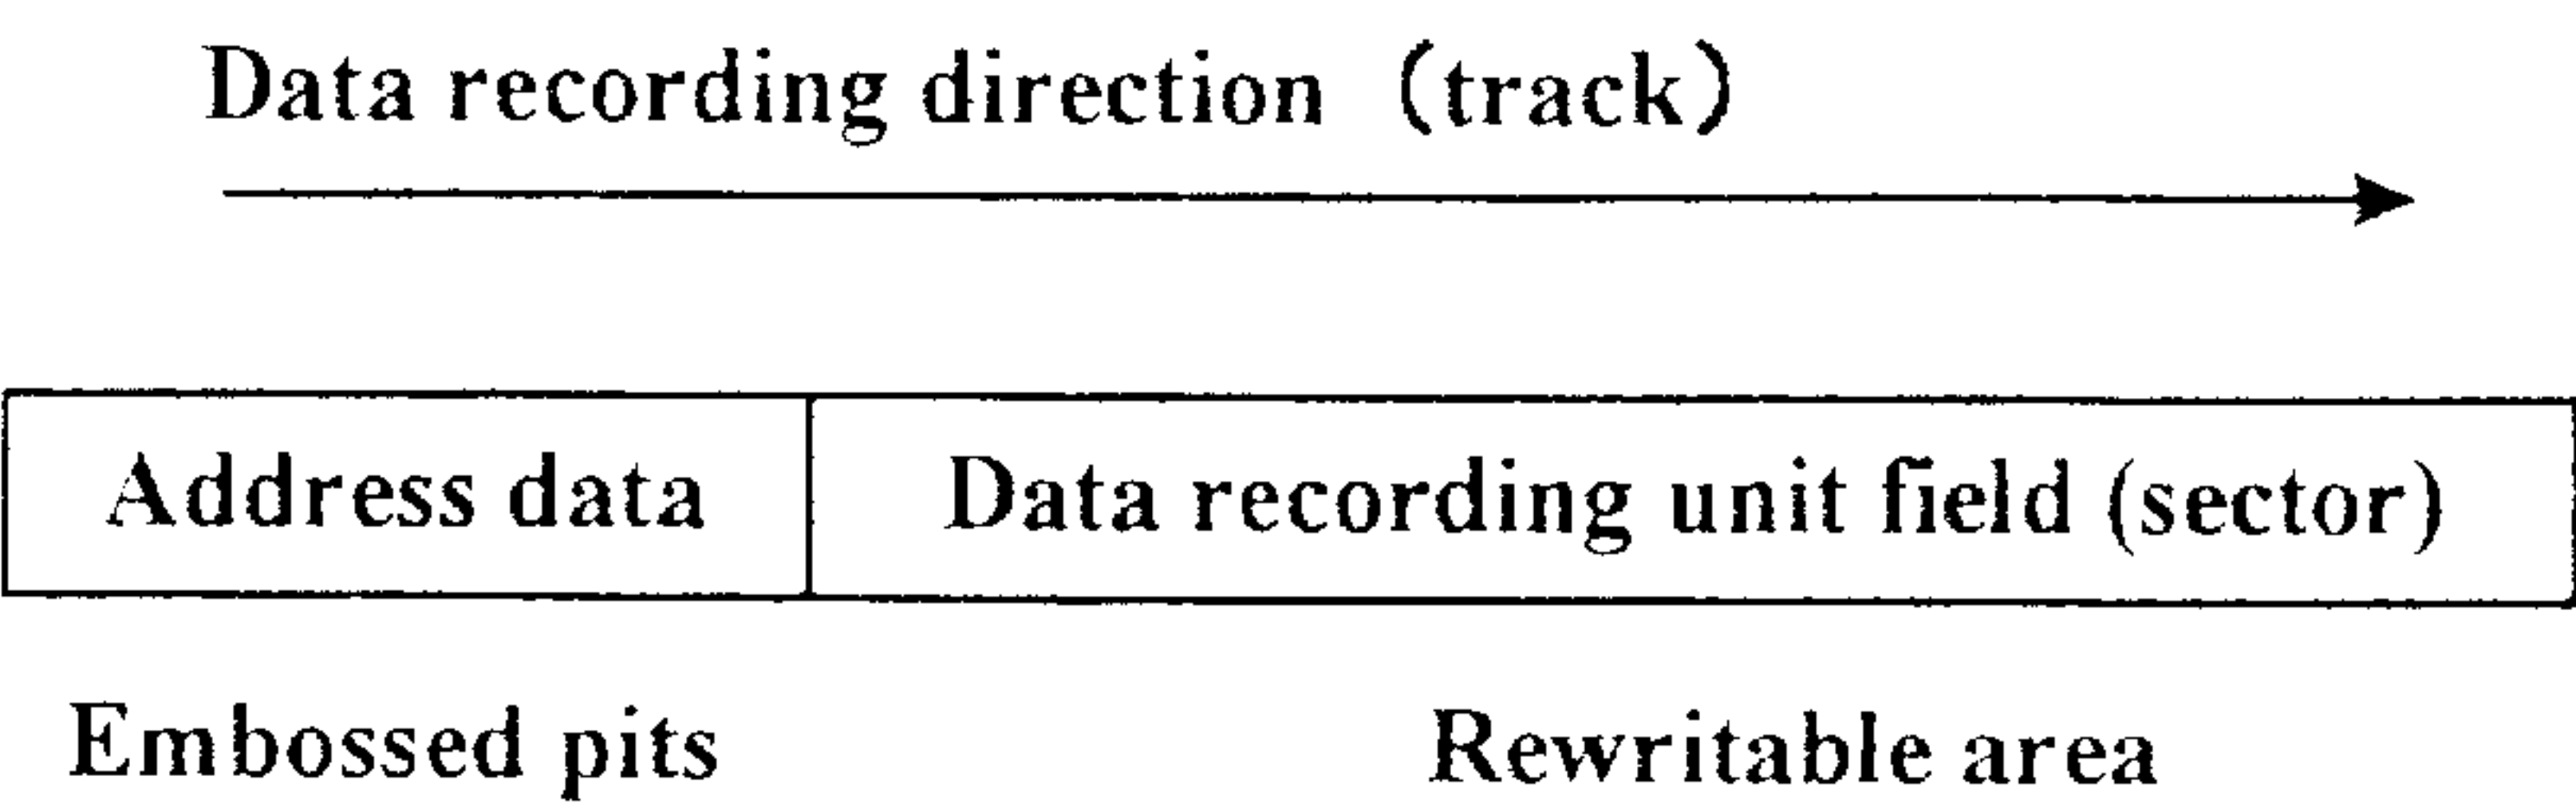 Data recording direction (track)
Address data
Data recording unit field (sector)
Embossed pits
Rewritable area